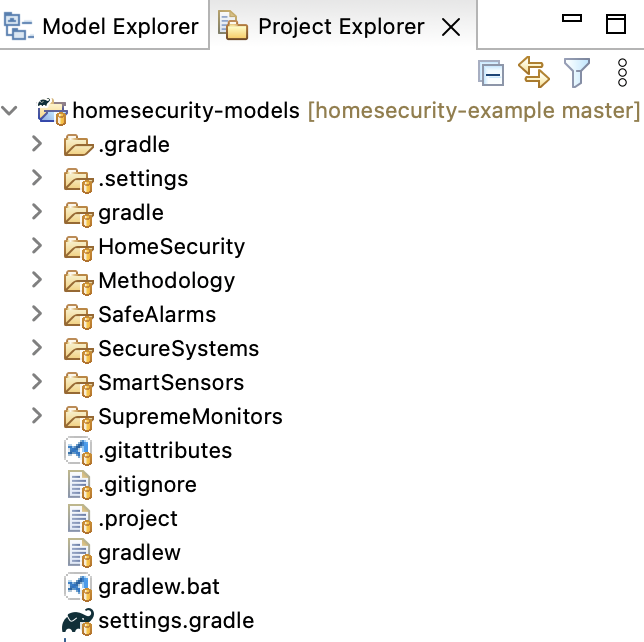 Model Explorer Project Explorer
homesecurity-models [homesecurity-example master]
.gradle
.settings
gradle
HomeSecurity
Methodology
SafeAlarms
SecureSystems
SmartSensors
SupremeMonitors
.gitattributes
.gitignore
.project
gradlew
gradlew.bat
settings.gradle